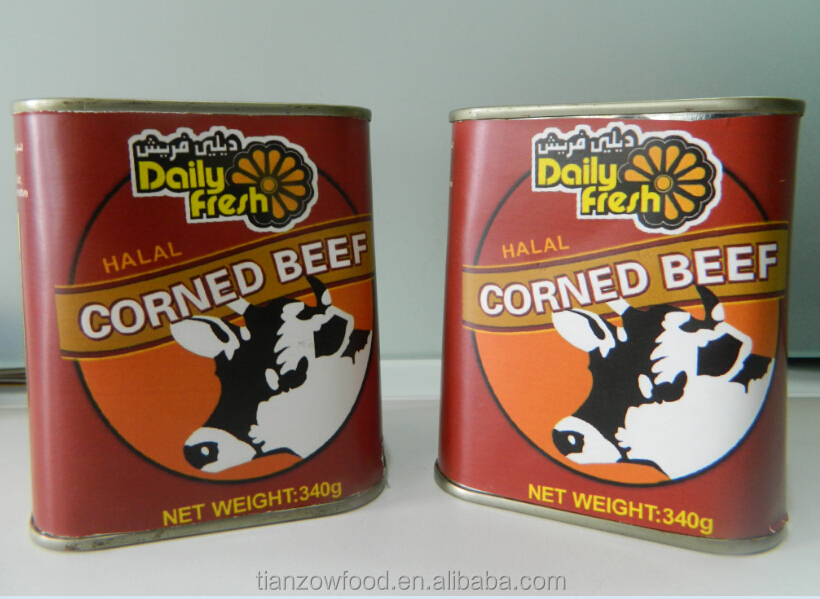 ديلي فريش
Daily
Fresh
HALAL
CORNED BEEF
NET WEIGHT:340g
ديلي فريش
Daily
Fresh
HALAL
CORNED BEEF
NET WEIGHT:340g
tianzowfood.en.alibaba.com